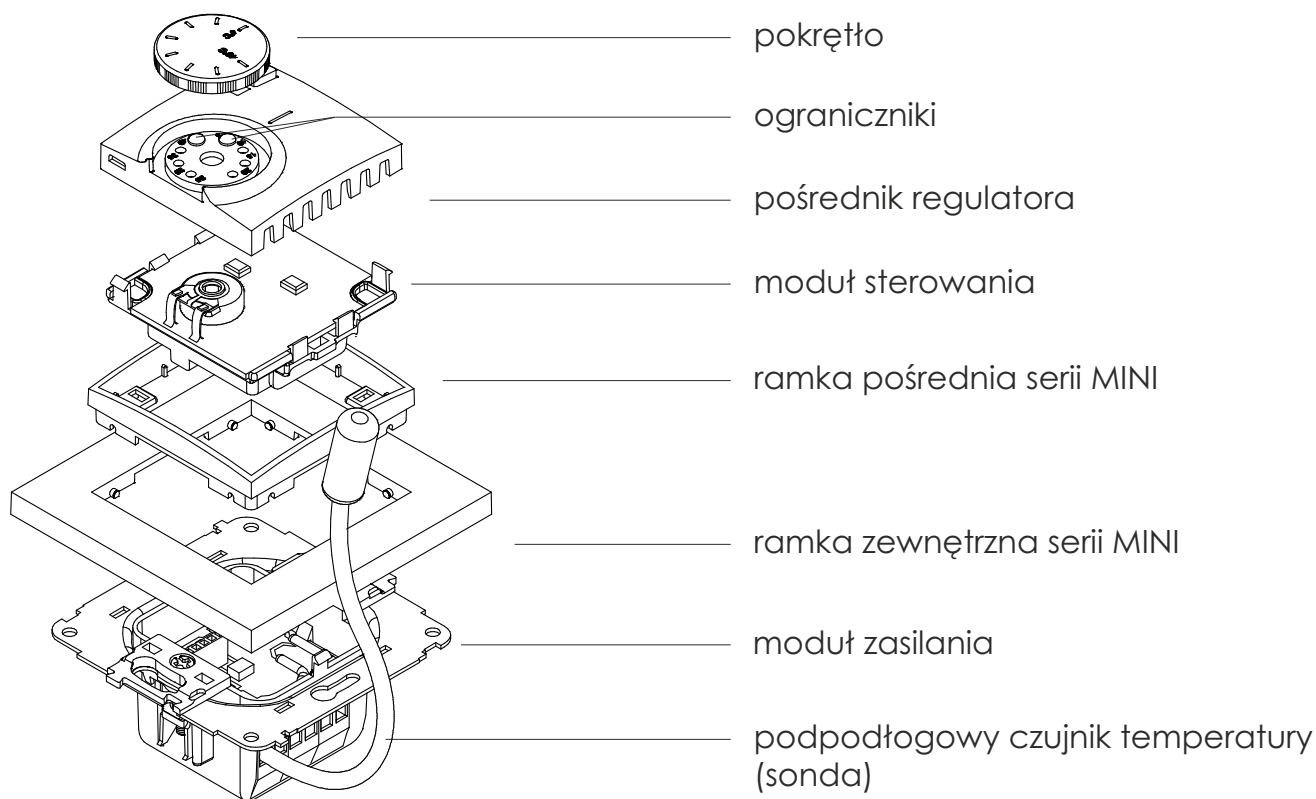 pokrętło
ograniczniki
pośrednik regulatora
moduł sterowania
ramka pośrednia serii MINI
ramka zewnętrzna serii MINI
moduł zasilania
podpodłogowy czujnik temperatury
(sonda)